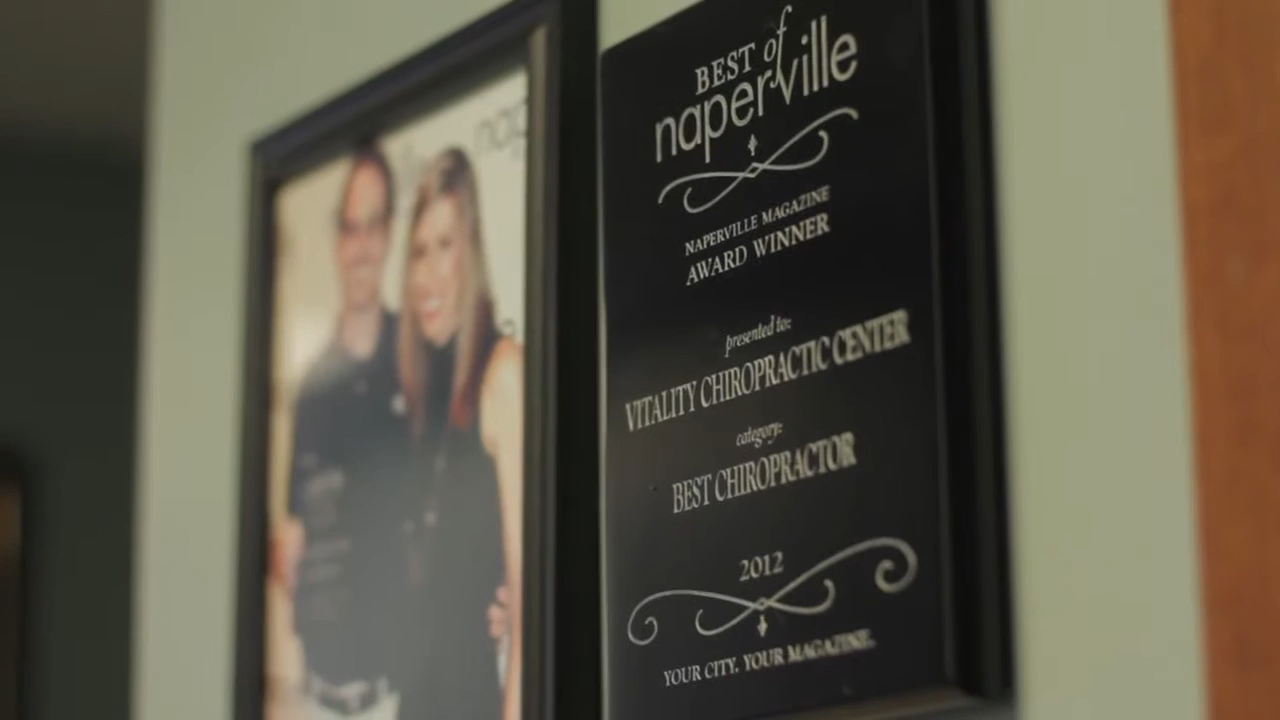 BEST of
naperville
NAPERVILLE MAGAZINE
AWARD WINNER
presented to:
VITALITY CHIROPRACTIC CENTER
category:
BEST CHIROPRACTOR
2012
YOUR CITY. YOUR MAGAZINE.
nap